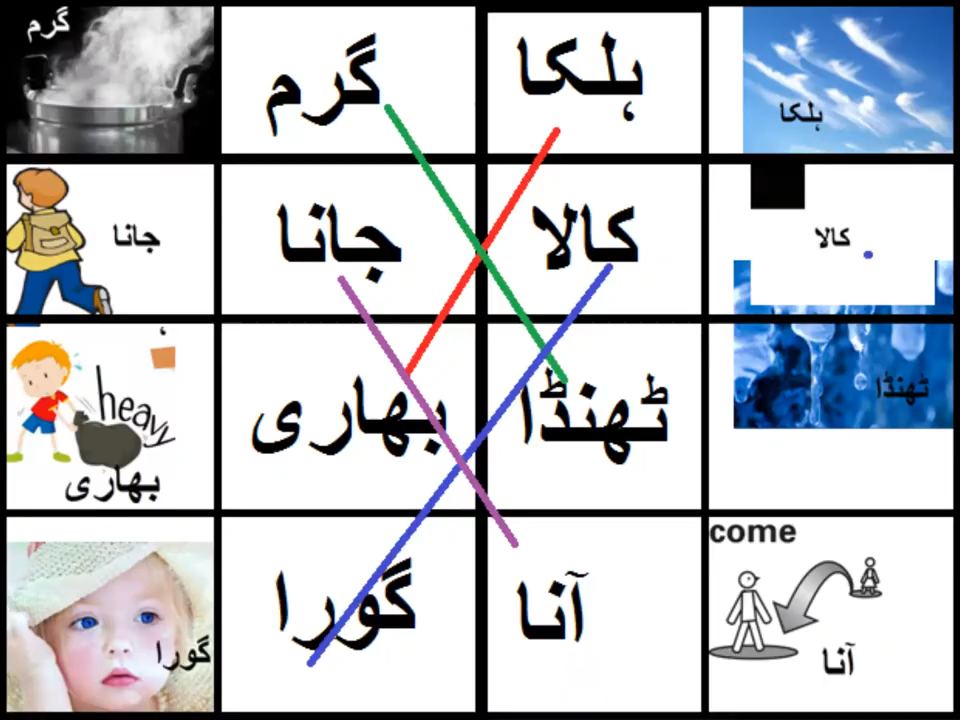 گرم
گرم
ہلکا
ہلکا
جانا
جانا
کالا
کالا
heavy
بھاری
بھاری
ٹھنڈا
ٹھنڈا
گورا
گورا
آنا
come
آنا